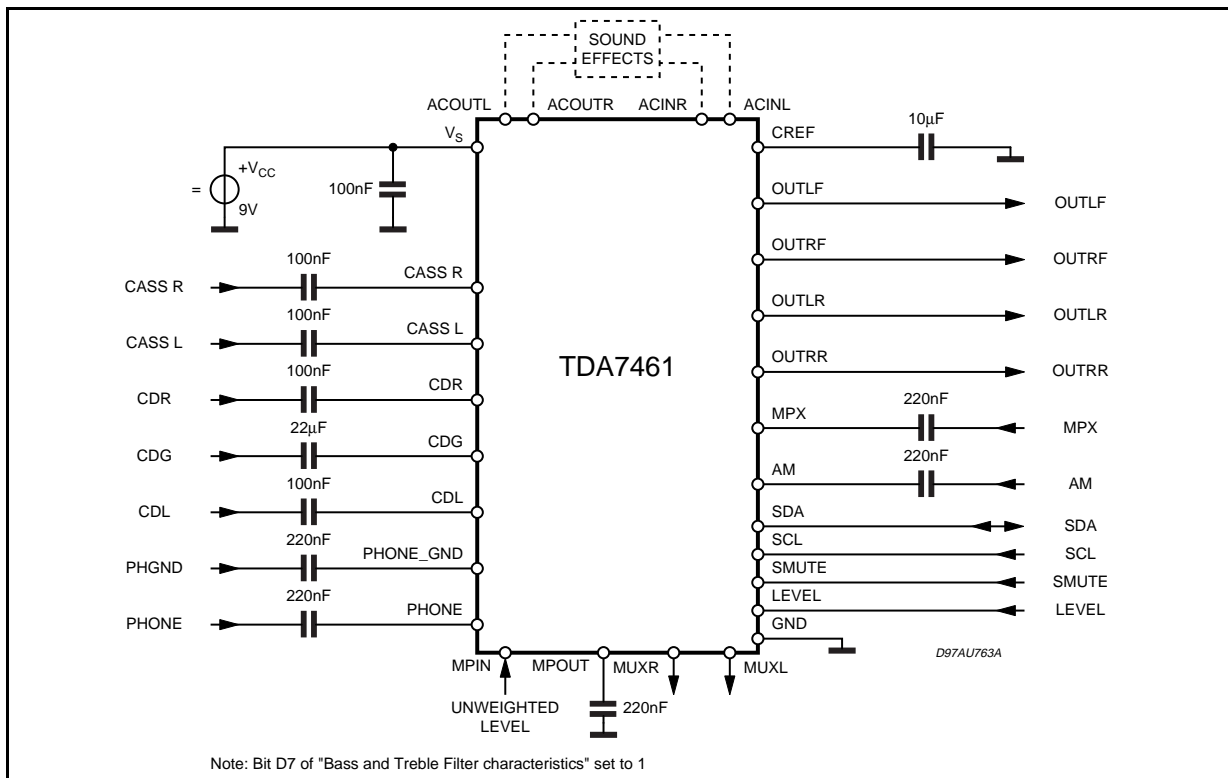 SOUND
EFFECTS
ACOUTL
ACOUTR
ACINR
ACINL
VS
CREF
10µF
+VCC
=
9V
100nF
OUTLF
OUTLF
OUTRF
OUTRF
100nF
CASS R
CASS R
100nF
CASS L
CASS L
OUTLR
OUTLR
TDA7461
OUTRR
OUTRR
100nF
CDR
CDR
220nF
MPX
MPX
22µF
CDG
CDG
220nF
AM
AM
100nF
CDL
CDL
SDA
SDA
SCL
SCL
220nF
PHGND
PHONE_GND
SMUTE
SMUTE
LEVEL
LEVEL
220nF
PHONE
PHONE
GND
D97AU763A
MPIN
MPOUT
MUXR
MUXL
UNWEIGHTED
LEVEL
220nF
Note: Bit D7 of "Bass and Treble Filter characteristics" set to 1